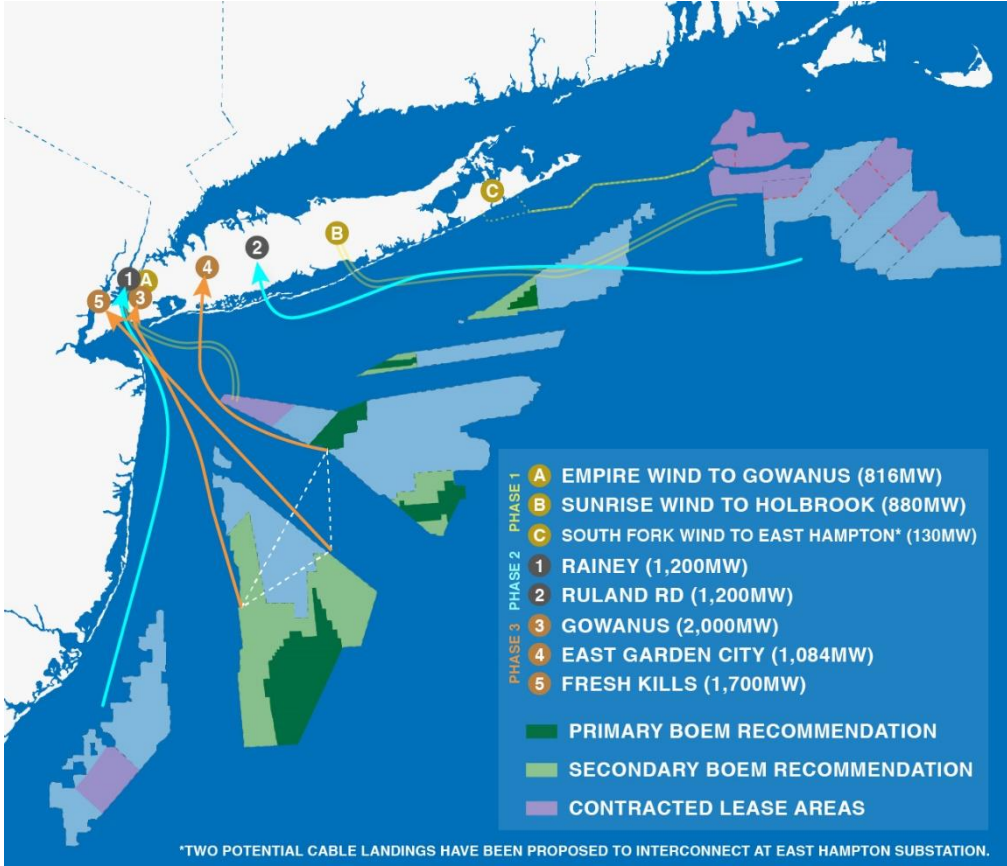 C
B
2
4
1
A
5
3
PHASE 1
A EMPIRE WIND TO GOWANUS (816MW)
B SUNRISE WIND TO HOLBROOK (880MW)
C SOUTH FORK WIND TO EAST HAMPTON* (130MW)
PHASE 2
1 RAINEY (1,200MW)
2 RULAND RD (1,200MW)
PHASE 3
3 GOWANUS (2,000MW)
4 EAST GARDEN CITY (1,084MW)
5 FRESH KILLS (1,700MW)
PRIMARY BOEM RECOMMENDATION
SECONDARY BOEM RECOMMENDATION
CONTRACTED LEASE AREAS
*TWO POTENTIAL CABLE LANDINGS HAVE BEEN PROPOSED TO INTERCONNECT AT EAST HAMPTON SUBSTATION.